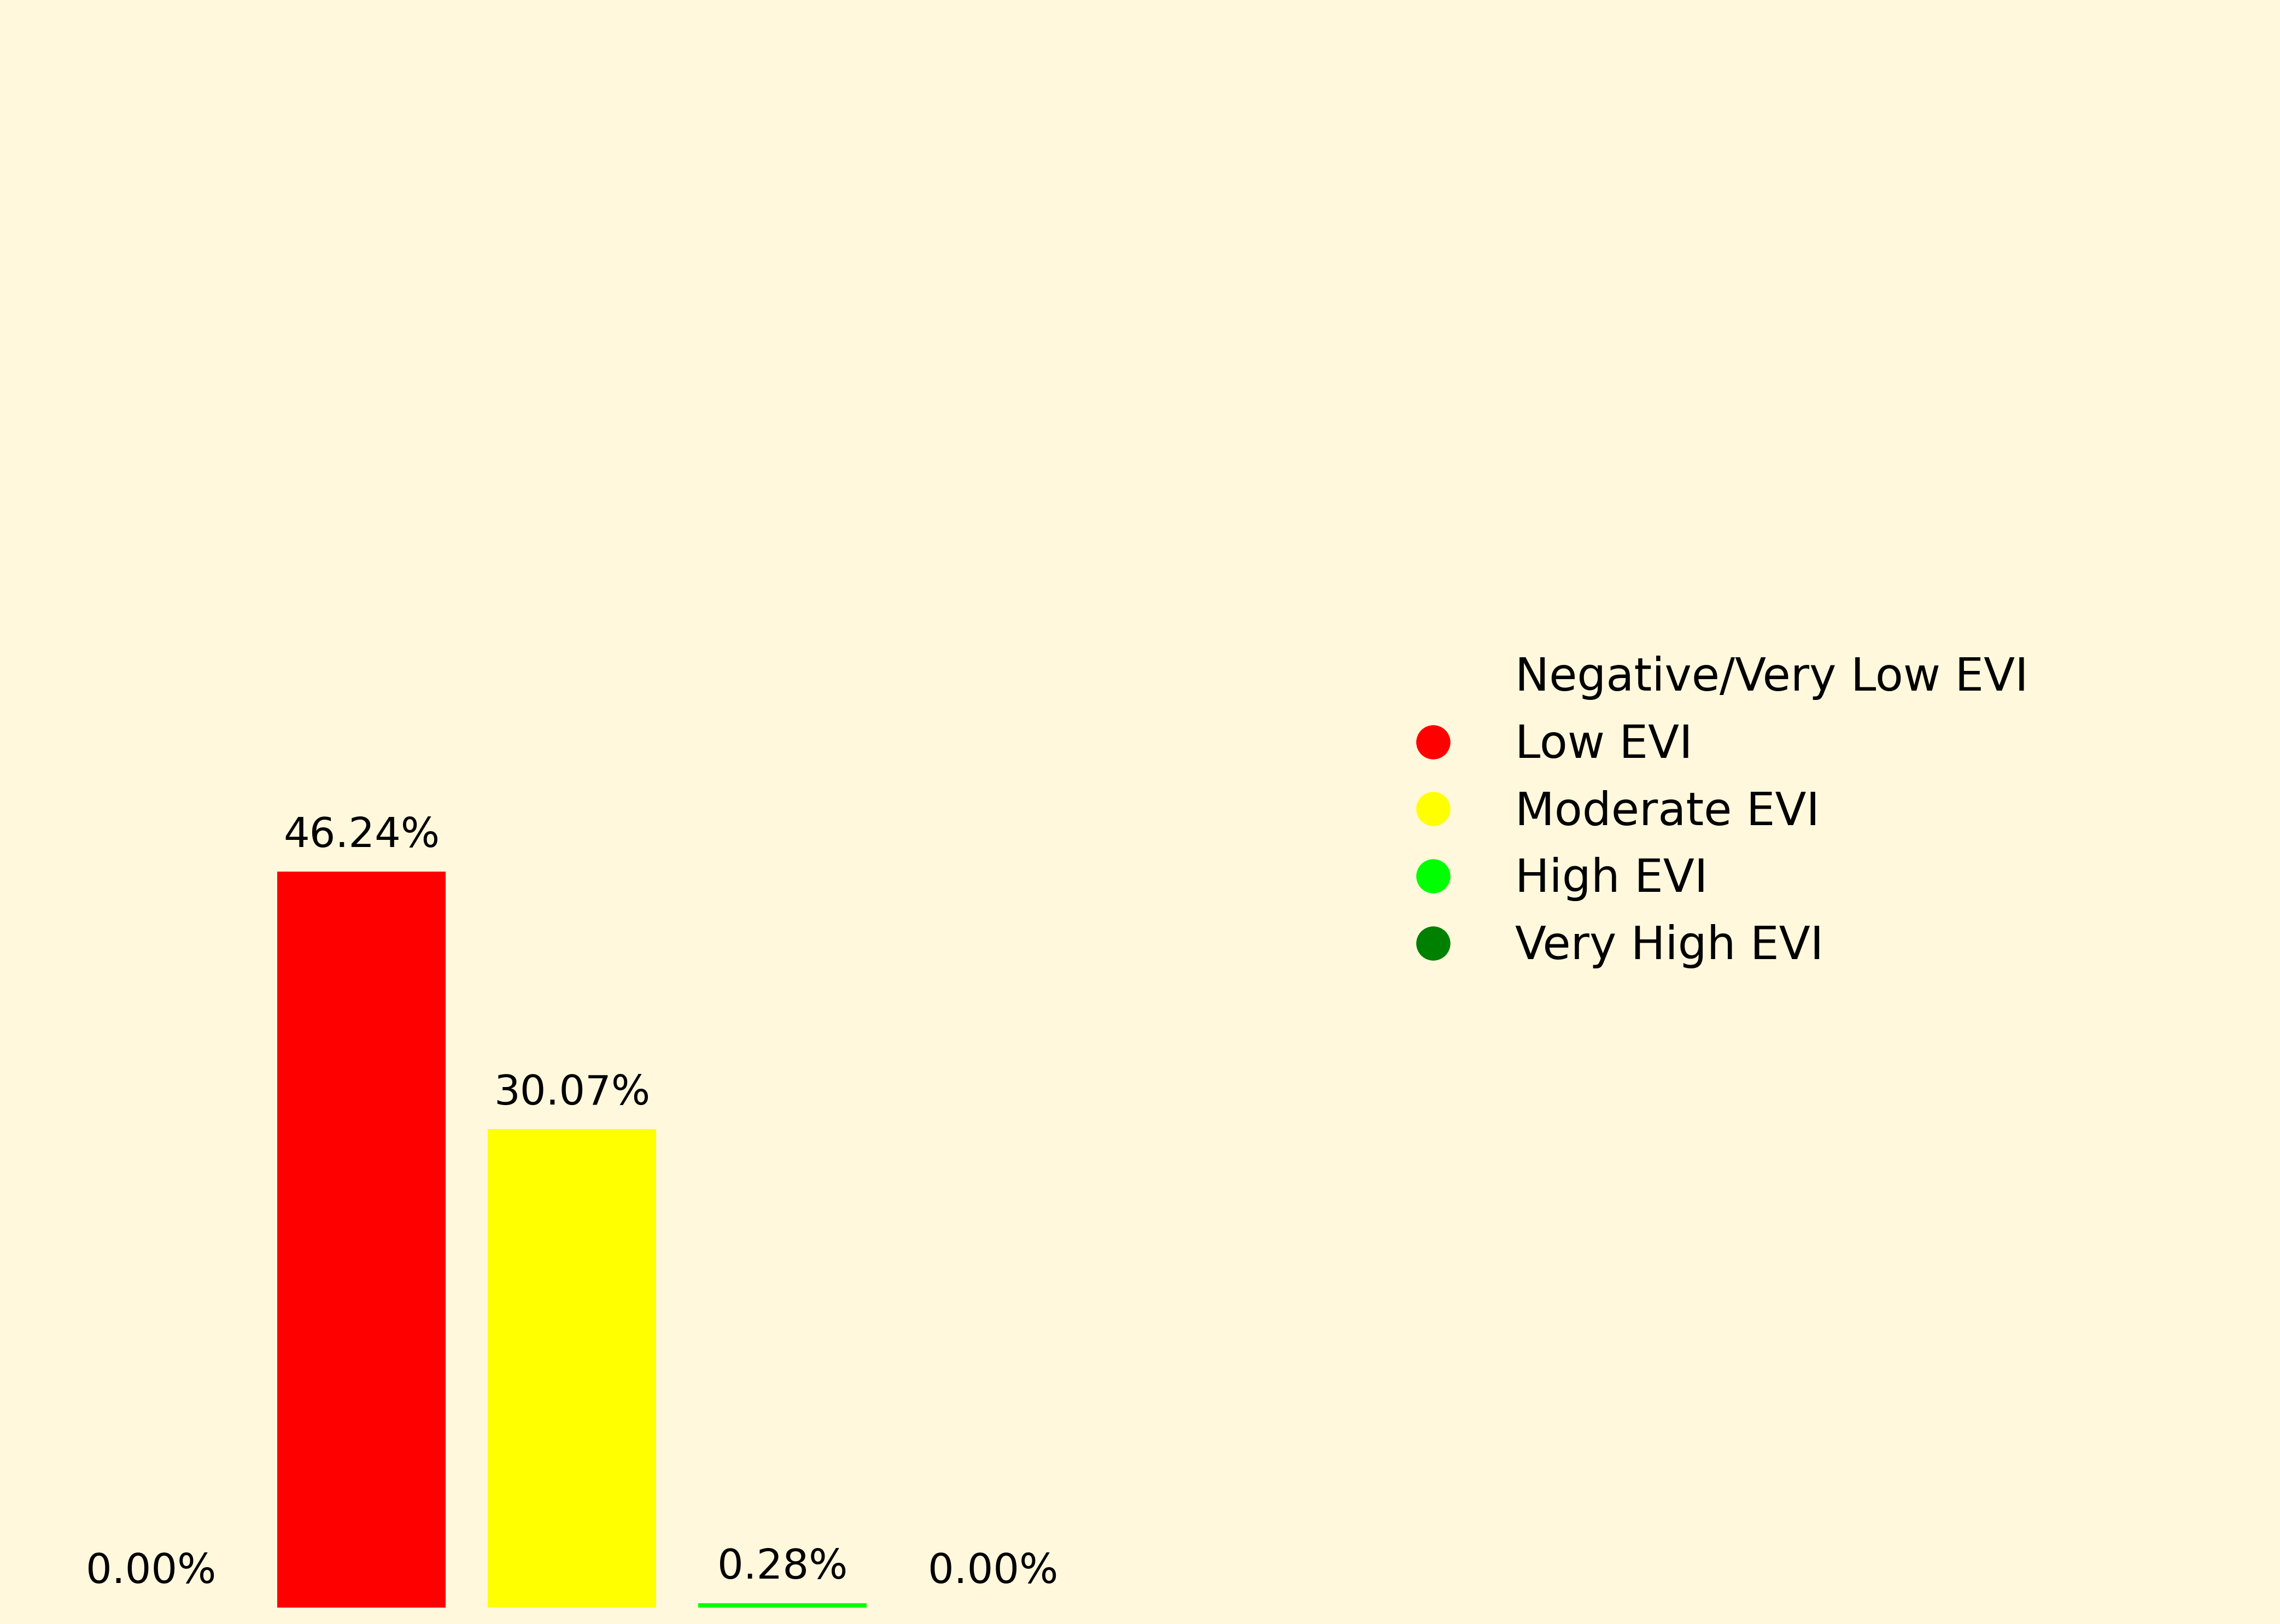 Negative/Very Low EVI
Low EVI
Moderate EVI
High EVI
Very High EVI
46.24%
30.07%
0.00%
0.28%
0.00%